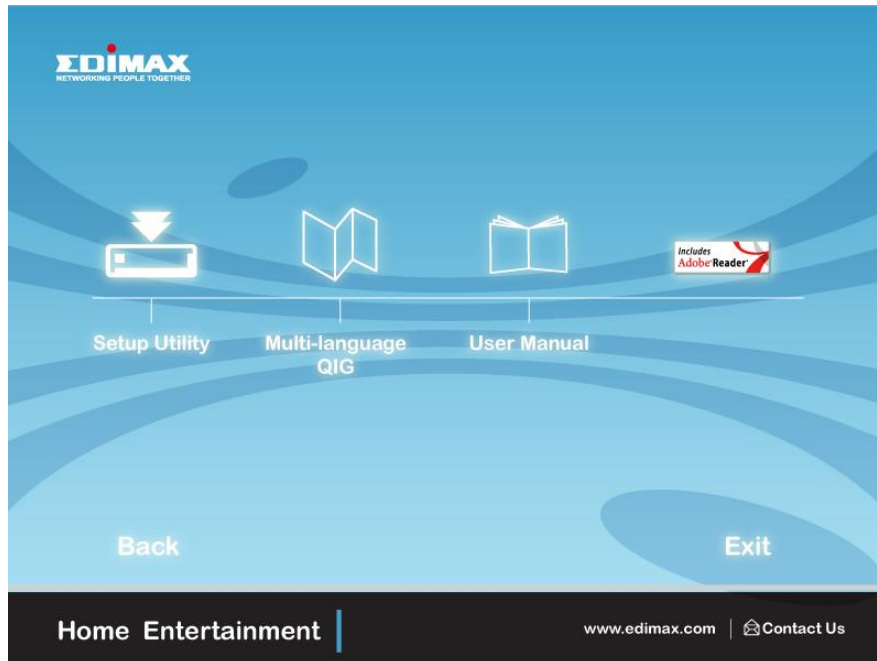 EDIMAX
NETWORKING PEOPLE TOGETHER
Includes
Adobe Reader
Setup Utility
Multi-language
QIG
User Manual
Back
Exit
Home Entertainment
www.edimax.com
Contact Us